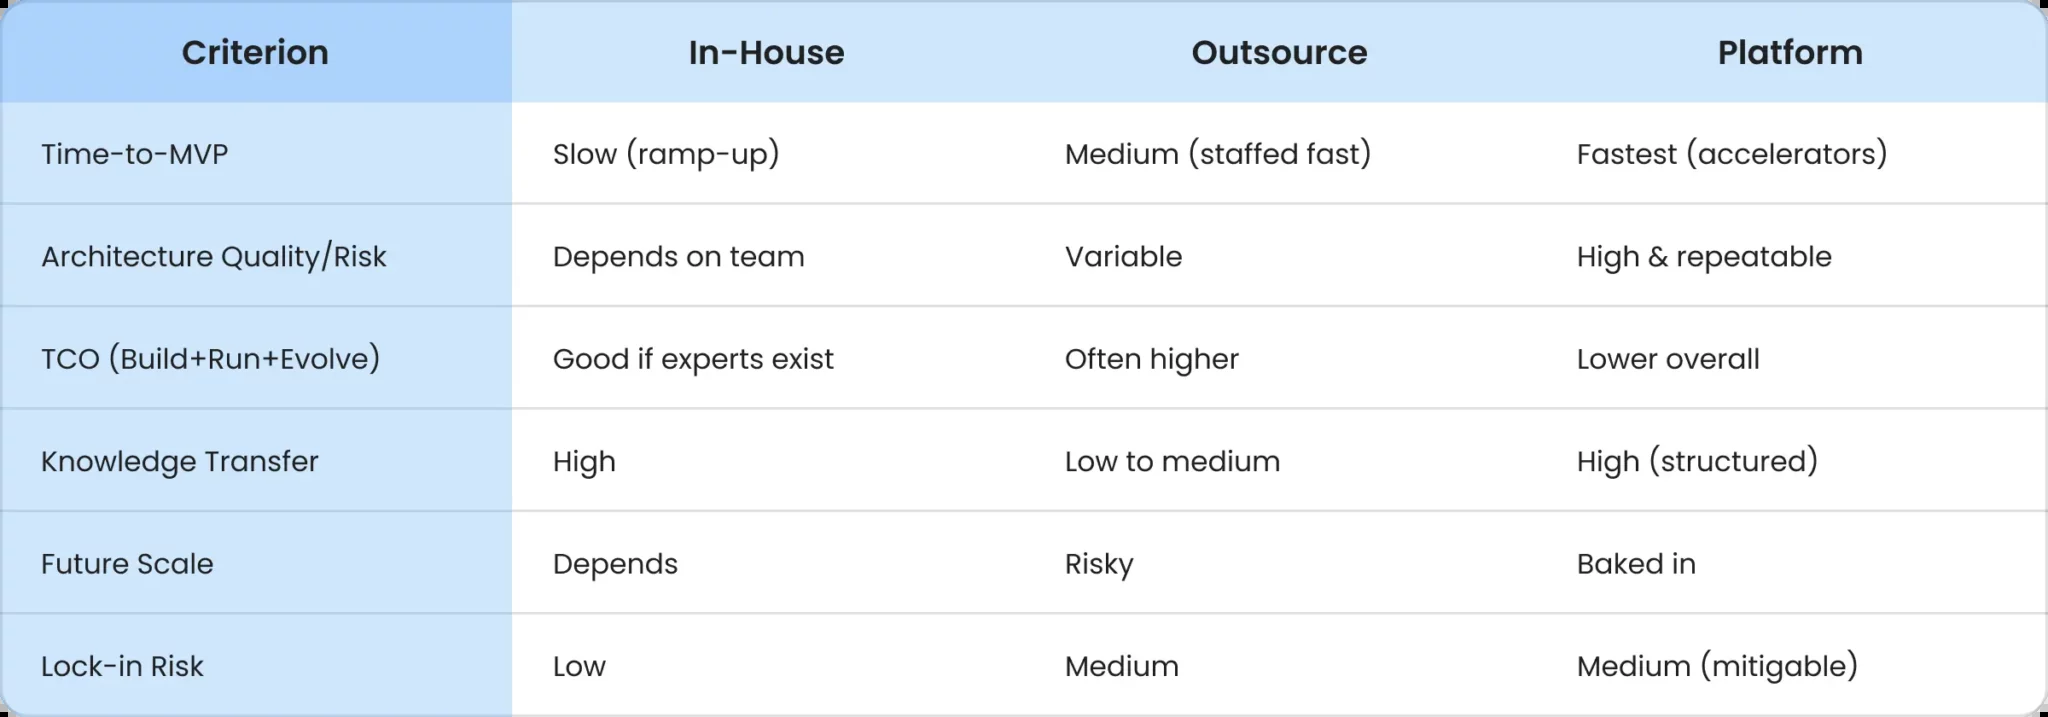 Criterion In-House Outsource Platform
Time-to-MVP Slow (ramp-up) Medium (staffed fast) Fastest (accelerators)
Architecture Quality/Risk Depends on team Variable High & repeatable
TCO (Build+Run+Evolve) Good if experts exist Often higher Lower overall
Knowledge Transfer High Low to medium High (structured)
Future Scale Depends Risky Baked in
Lock-in Risk Low Medium Medium (mitigable)